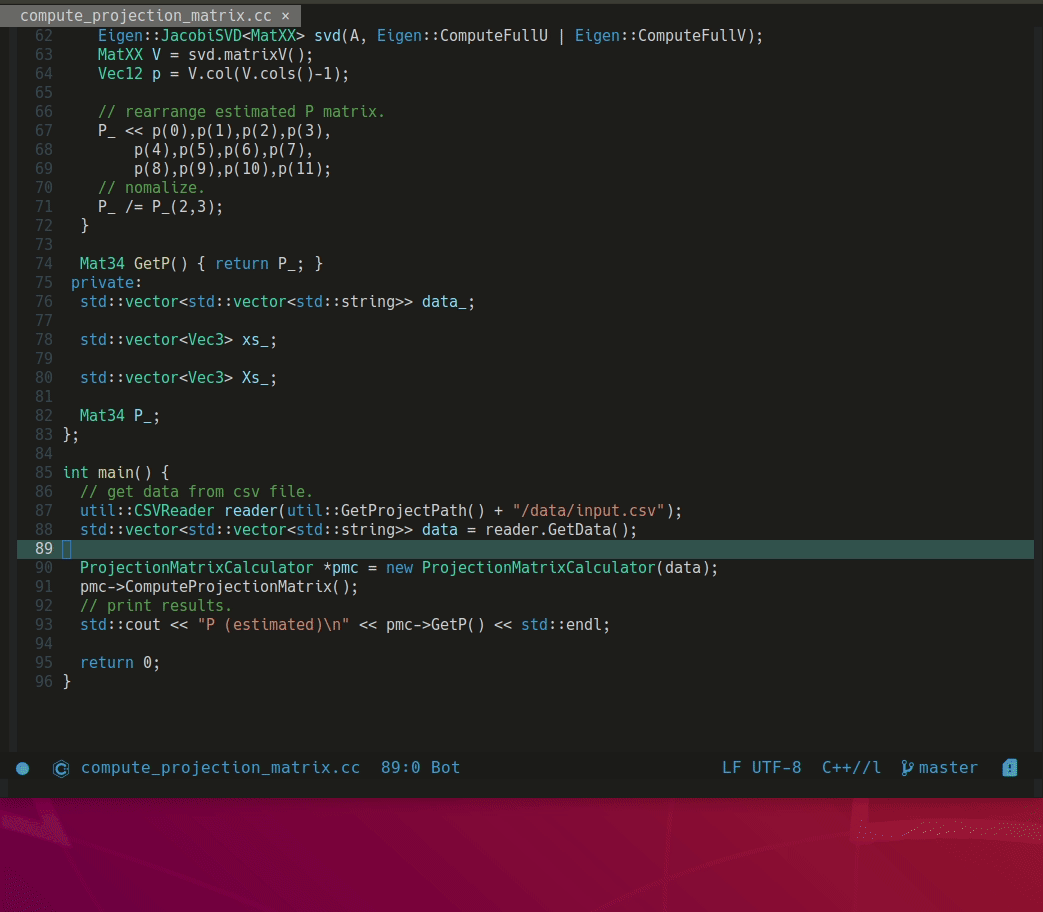 compute_projection_matrix.cc ×
62 Eigen::JacobiSVD<MatXX> svd(A, Eigen::ComputeFullU | Eigen::ComputeFullV);
63 MatXX V = svd.matrixV();
64 Vec12 p = V.col(V.cols()-1);
65
66 // rearrange estimated P matrix.
67 P_ << p(0),p(1),p(2),p(3),
68 p(4),p(5),p(6),p(7),
69 p(8),p(9),p(10),p(11);
70 // nomalize.
71 P_ /= P_(2,3);
72 }
73
74 Mat34 GetP() { return P_; }
75 private:
76 std::vector<std::vector<std::string>> data_;
77
78 std::vector<Vec3> xs_;
79
80 std::vector<Vec3> Xs_;
81
82 Mat34 P_;
83 };
84
85 int main() {
86 // get data from csv file.
87 util::CSVReader reader(util::GetProjectPath() + "/data/input.csv");
88 std::vector<std::vector<std::string>> data = reader.GetData();
89
90 ProjectionMatrixCalculator *pmc = new ProjectionMatrixCalculator(data);
91 pmc->ComputeProjectionMatrix();
92 // print results.
93 std::cout << "P (estimated)\n" << pmc->GetP() << std::endl;
94
95 return 0;
96 }
compute_projection_matrix.cc 89:0 Bot LF UTF-8 C++//l master